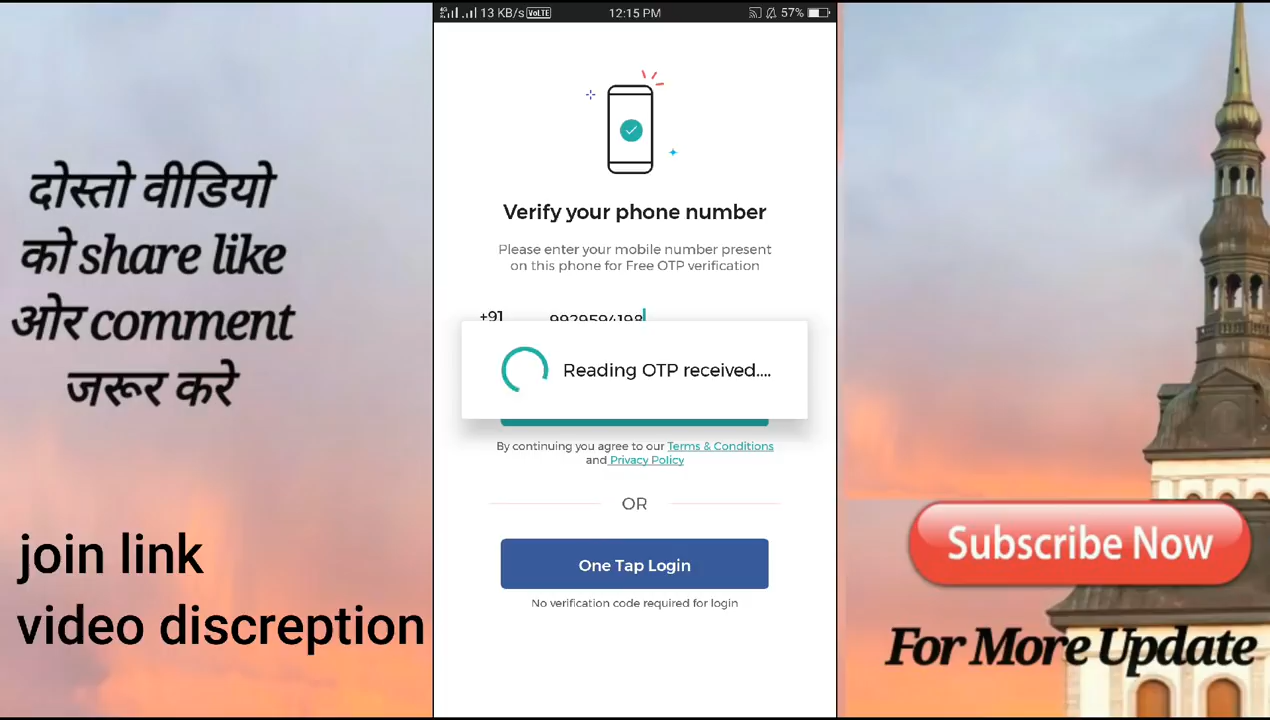 4G 13 KB/s VoLTE 12:15 PM 57%
दोस्तो वीडियो
को share like
ओर comment
जरूर करे
join link
video discreption
Verify your phone number
Please enter your mobile number present
on this phone for Free OTP verification
+91 9929594198
Reading OTP received....
By continuing you agree to our Terms & Conditions
and Privacy Policy
OR
One Tap Login
No verification code required for login
Subscribe Now
For More Update